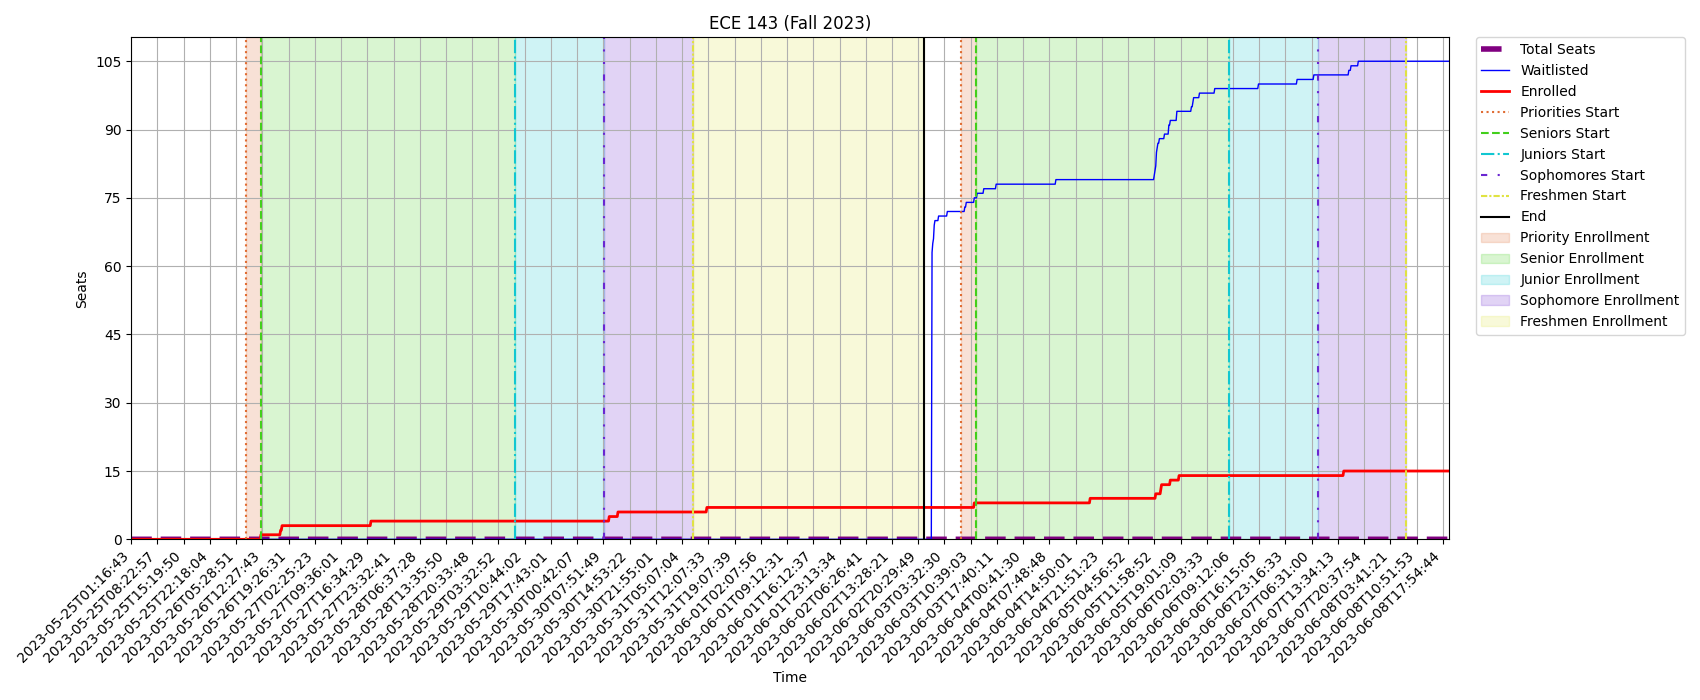 ECE 143 (Fall 2023)
Seats
105
90
75
60
45
30
15
0
2023-05-25T01:16:43
2023-05-25T08:22:57
2023-05-25T15:19:50
2023-05-25T22:18:04
2023-05-26T05:28:51
2023-05-26T12:27:43
2023-05-26T19:26:31
2023-05-27T02:25:23
2023-05-27T09:36:01
2023-05-27T16:34:29
2023-05-27T23:32:41
2023-05-28T06:37:28
2023-05-28T13:35:50
2023-05-28T20:33:48
2023-05-29T03:32:52
2023-05-29T10:44:02
2023-05-29T17:43:01
2023-05-30T00:42:07
2023-05-30T07:51:49
2023-05-30T14:53:22
2023-05-30T21:55:01
2023-05-31T05:07:04
2023-05-31T12:07:33
2023-05-31T19:07:39
2023-06-01T02:07:56
2023-06-01T09:12:31
2023-06-01T16:12:37
2023-06-01T23:13:34
2023-06-02T06:26:41
2023-06-02T13:28:21
2023-06-02T20:29:49
2023-06-03T03:32:30
2023-06-03T10:39:03
2023-06-03T17:40:11
2023-06-04T00:41:30
2023-06-04T07:48:48
2023-06-04T14:50:01
2023-06-04T21:51:23
2023-06-05T04:56:52
2023-06-05T11:58:52
2023-06-05T19:01:09
2023-06-06T02:03:33
2023-06-06T09:12:06
2023-06-06T16:15:05
2023-06-06T23:16:33
2023-06-07T06:31:00
2023-06-07T13:34:13
2023-06-07T20:37:54
2023-06-08T03:41:21
2023-06-08T10:51:53
2023-06-08T17:54:44
Time
Total Seats
Waitlisted
Enrolled
Priorities Start
Seniors Start
Juniors Start
Sophomores Start
Freshmen Start
End
Priority Enrollment
Senior Enrollment
Junior Enrollment
Sophomore Enrollment
Freshmen Enrollment